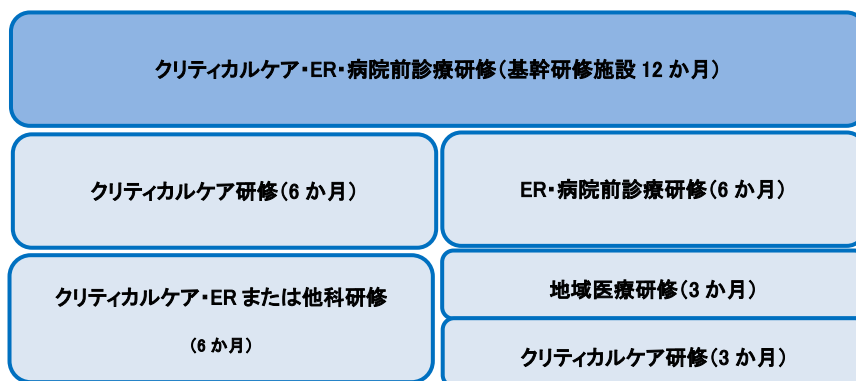 クリティカルケア・ER・病院前診療研修(基幹研修施設 12 か月)
クリティカルケア研修(6 か月)
ER・病院前診療研修(6 か月)
クリティカルケア・ER または他科研修
(6 か月)
地域医療研修(3 か月)
クリティカルケア研修(3 か月)